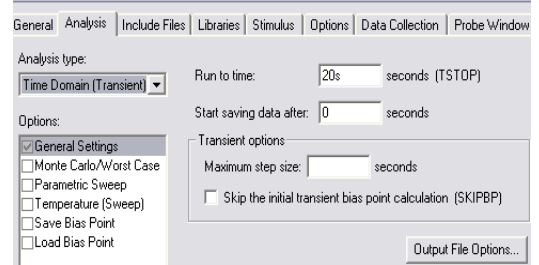 General Analysis Include Files Libraries Stimulus Options Data Collection Probe Window
Analysis type:
Time Domain (Transient)
Options:
General Settings
Monte Carlo/Worst Case
Parametric Sweep
Temperature (Sweep)
Save Bias Point
Load Bias Point
Run to time: 20s seconds (TSTOP)
Start saving data after: 0 seconds
Transient options
Maximum step size: seconds
Skip the initial transient bias point calculation (SKIPBP)
Output File Options...